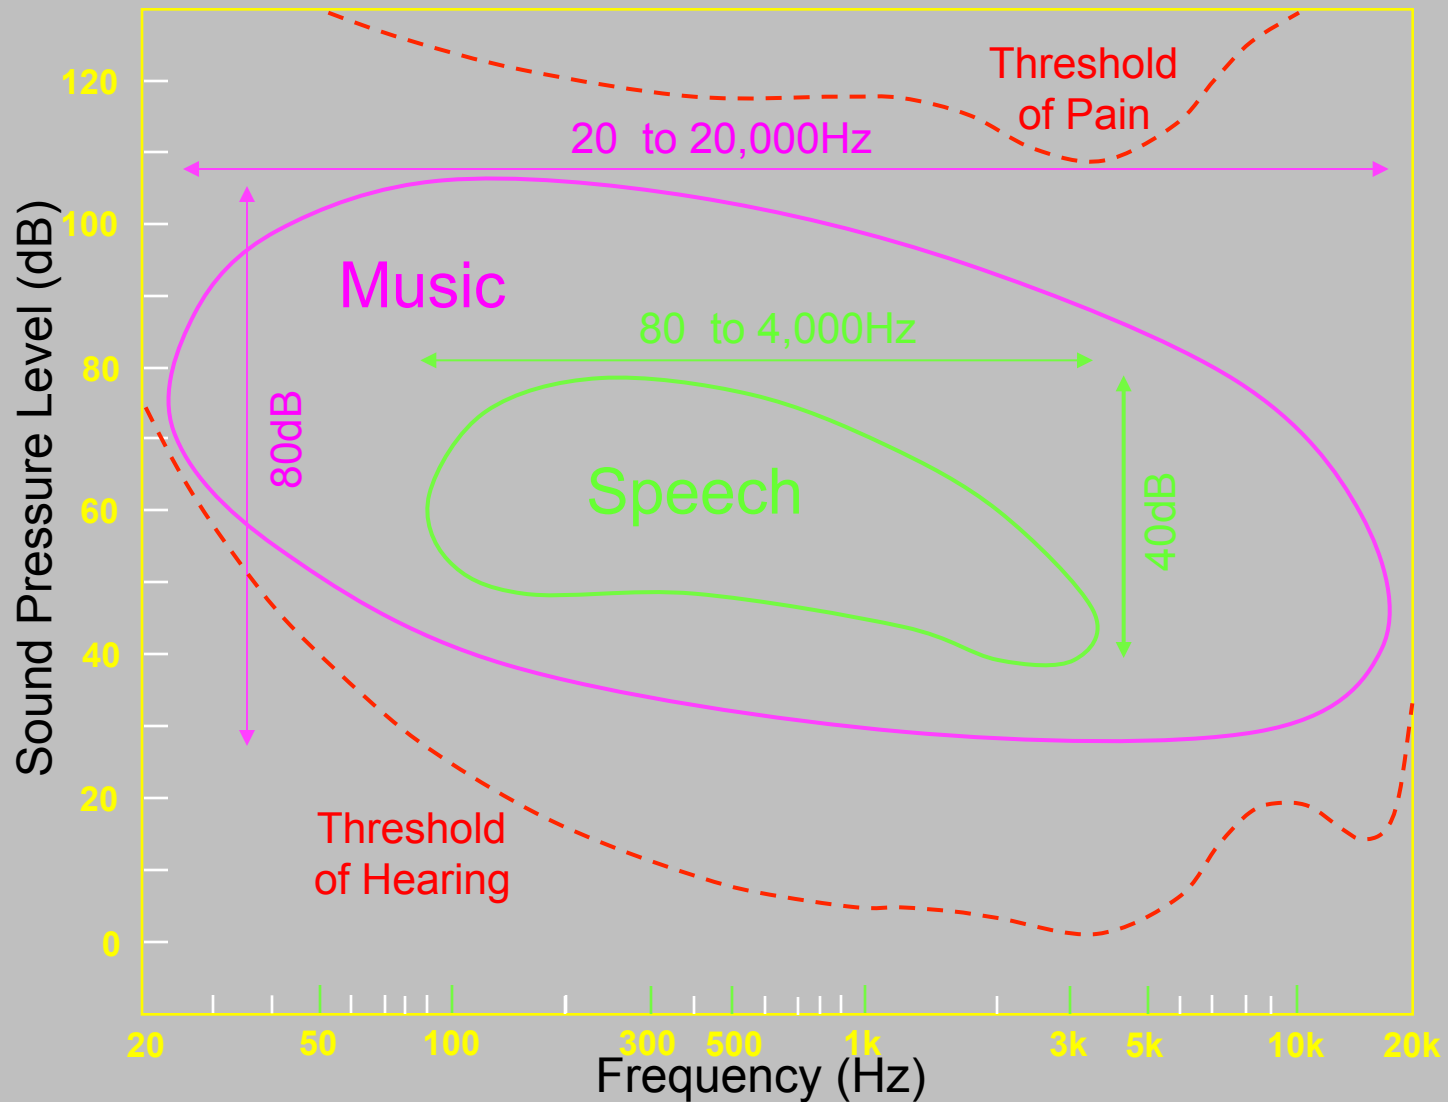 Threshold
of Pain
120
20 to 20,000Hz
100
Music
80 to 4,000Hz
80
80dB
Speech
40dB
60
40
20
Threshold
of Hearing
0
Sound Pressure Level (dB)
20 50 100 300 500 1k 3k 5k 10k 20k
Frequency (Hz)